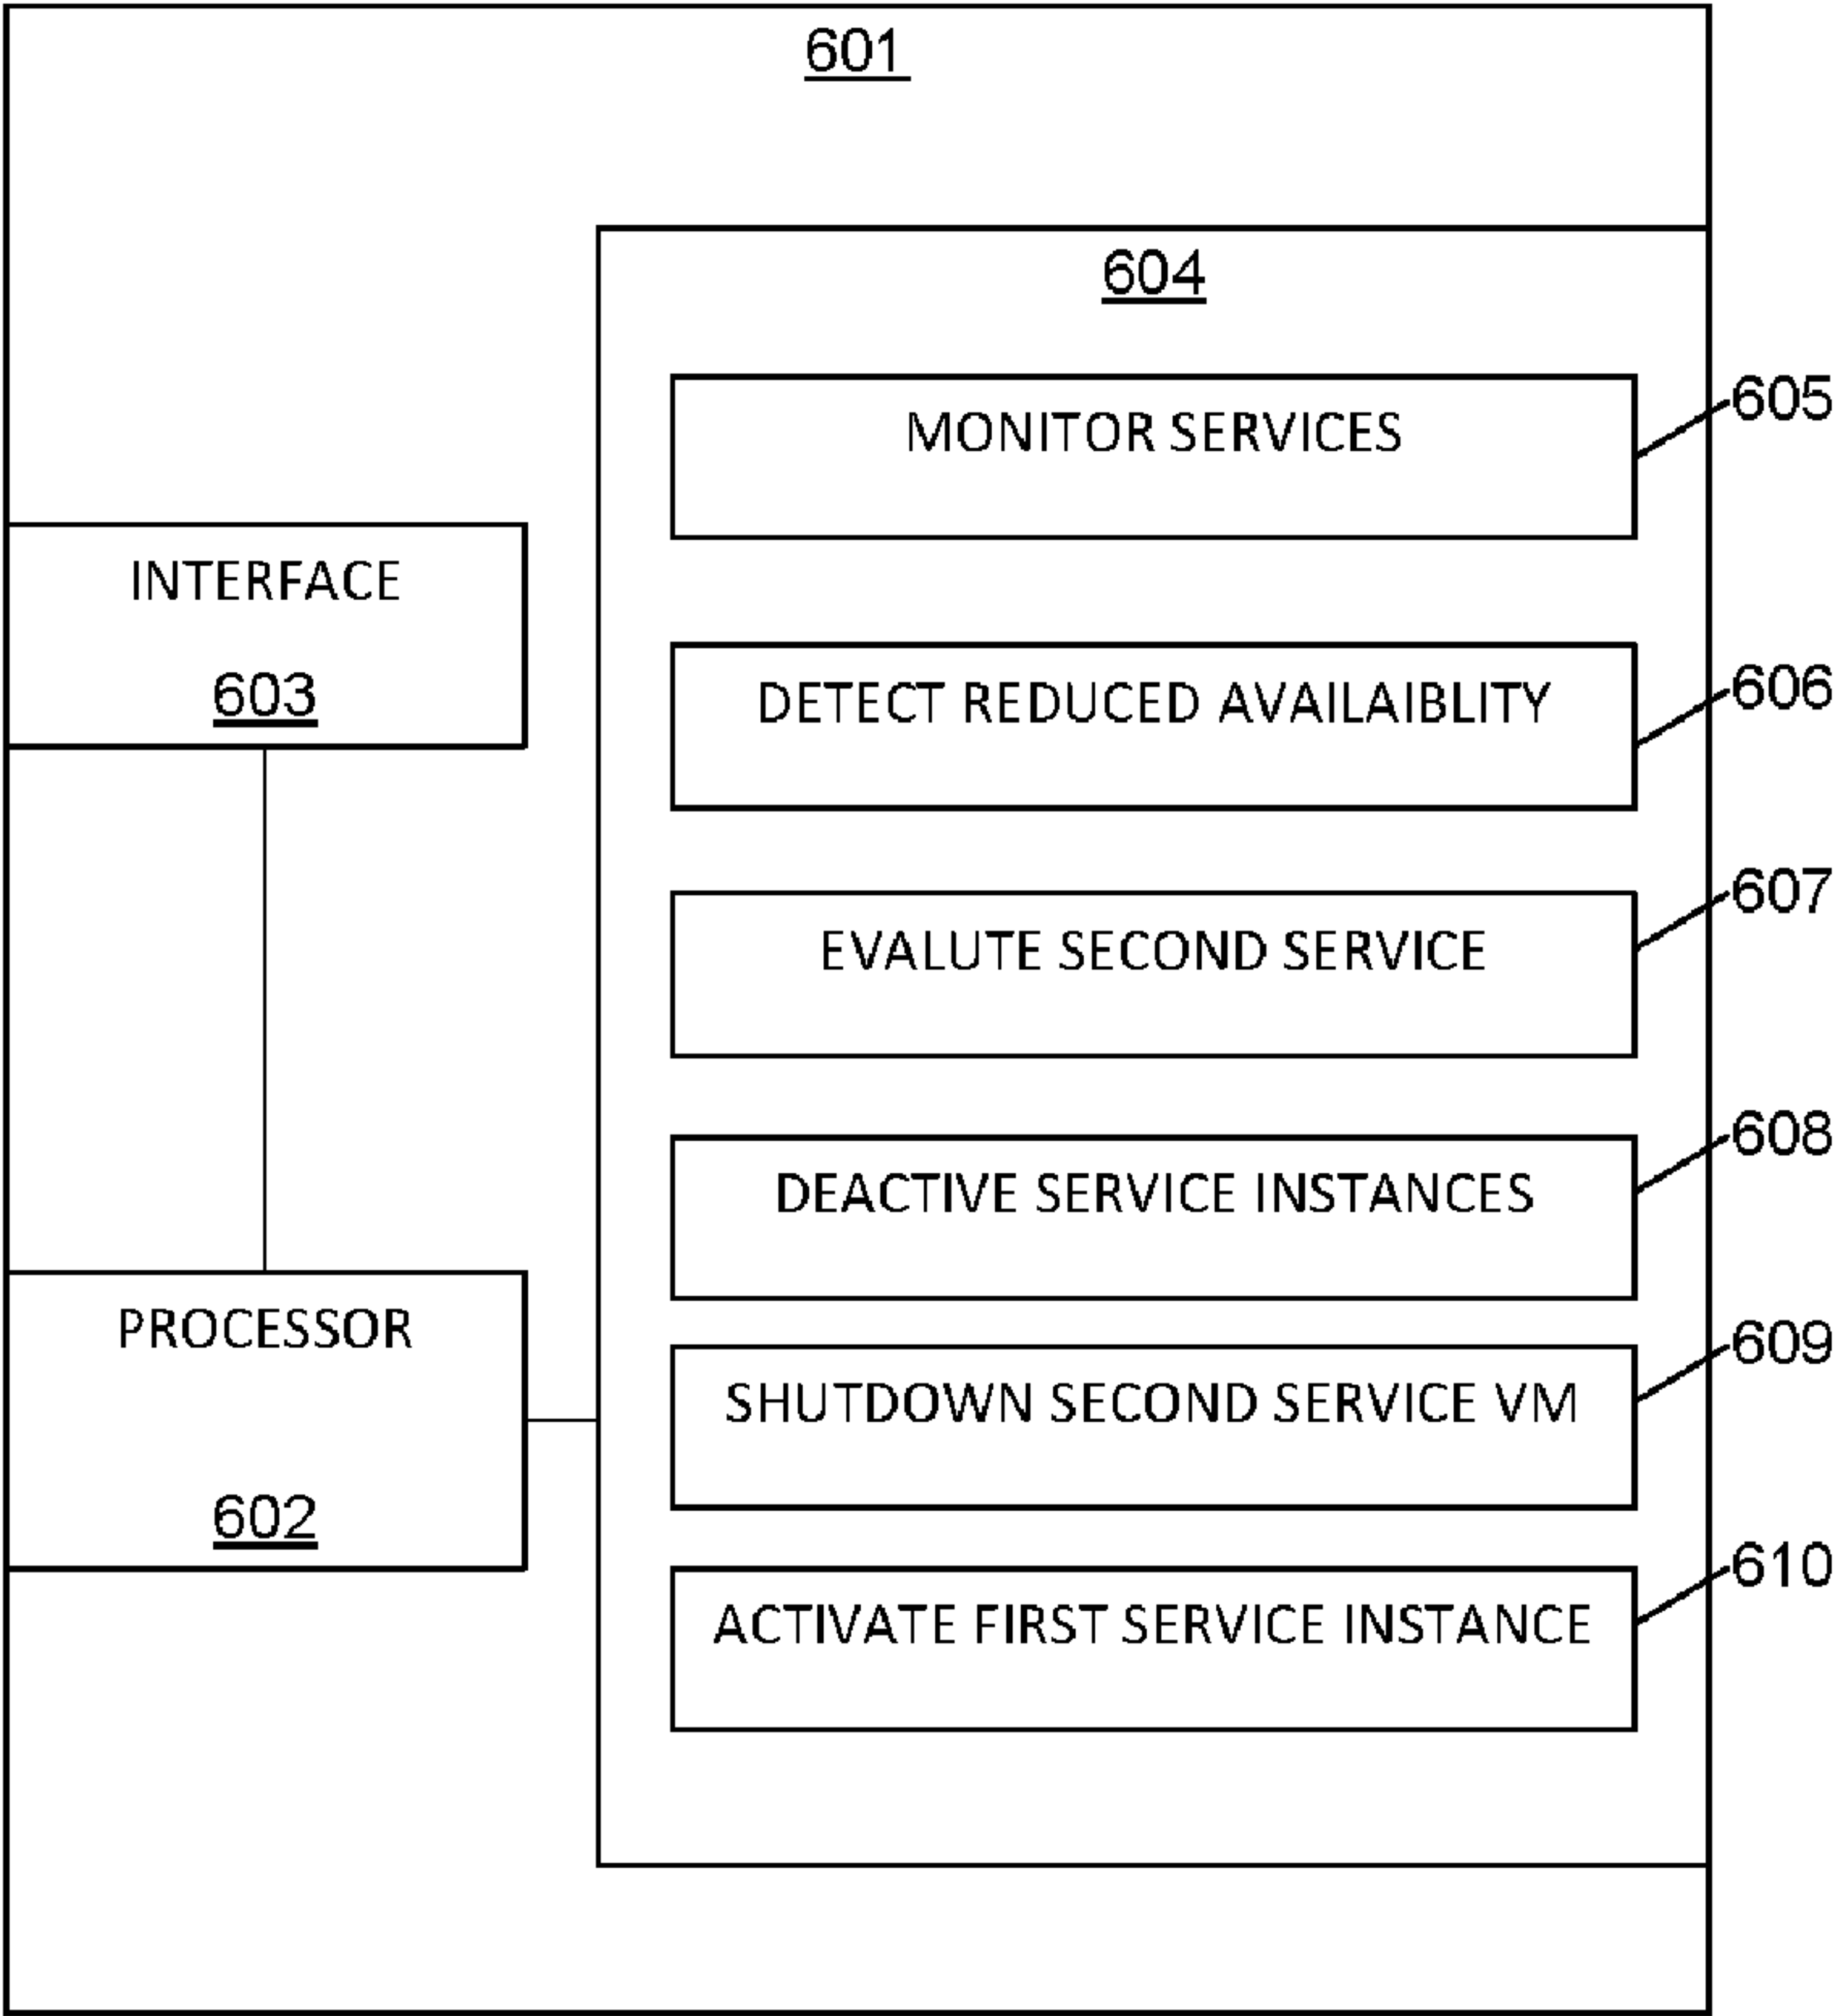 601
604
MONITOR SERVICES
605
INTERFACE
603
DETECT REDUCED AVAILAIBLITY
606
EVALUTE SECOND SERVICE
607
DEACTIVE SERVICE INSTANCES
608
PROCESSOR
602
SHUTDOWN SECOND SERVICE VM
609
ACTIVATE FIRST SERVICE INSTANCE
610